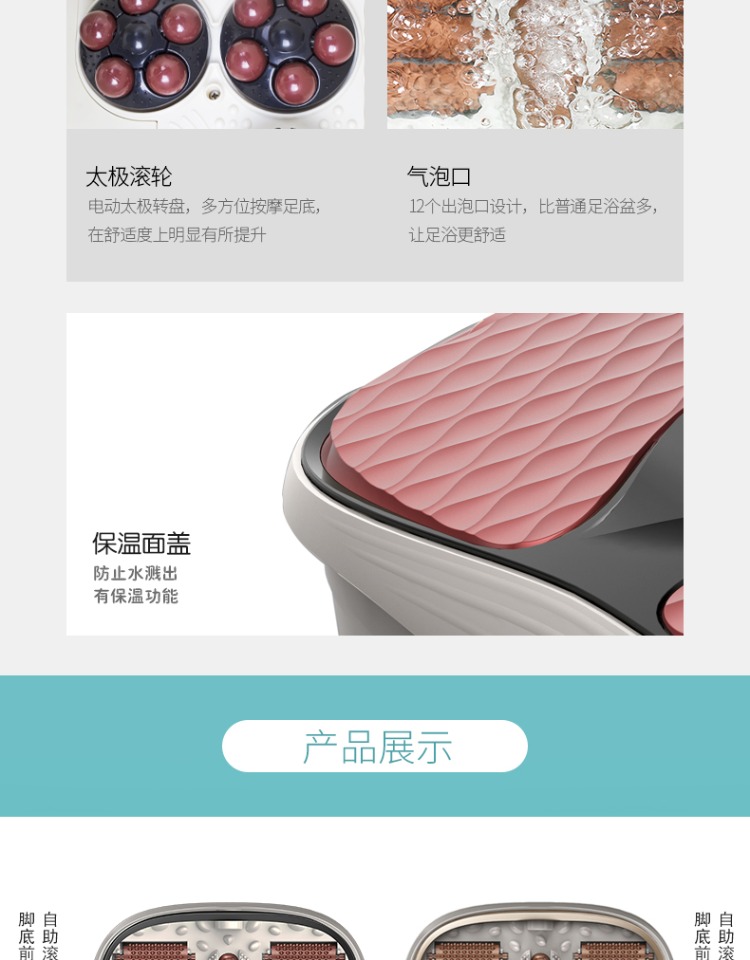 太极滚轮
电动太极转盘，多方位按摩足底，
在舒适度上明显有所提升
气泡口
12个出泡口设计，比普通足浴盆多，
让足浴更舒适
保温面盖
防止水溅出
有保温功能
产品展示
自助滚
脚底前
自助滚
脚底前